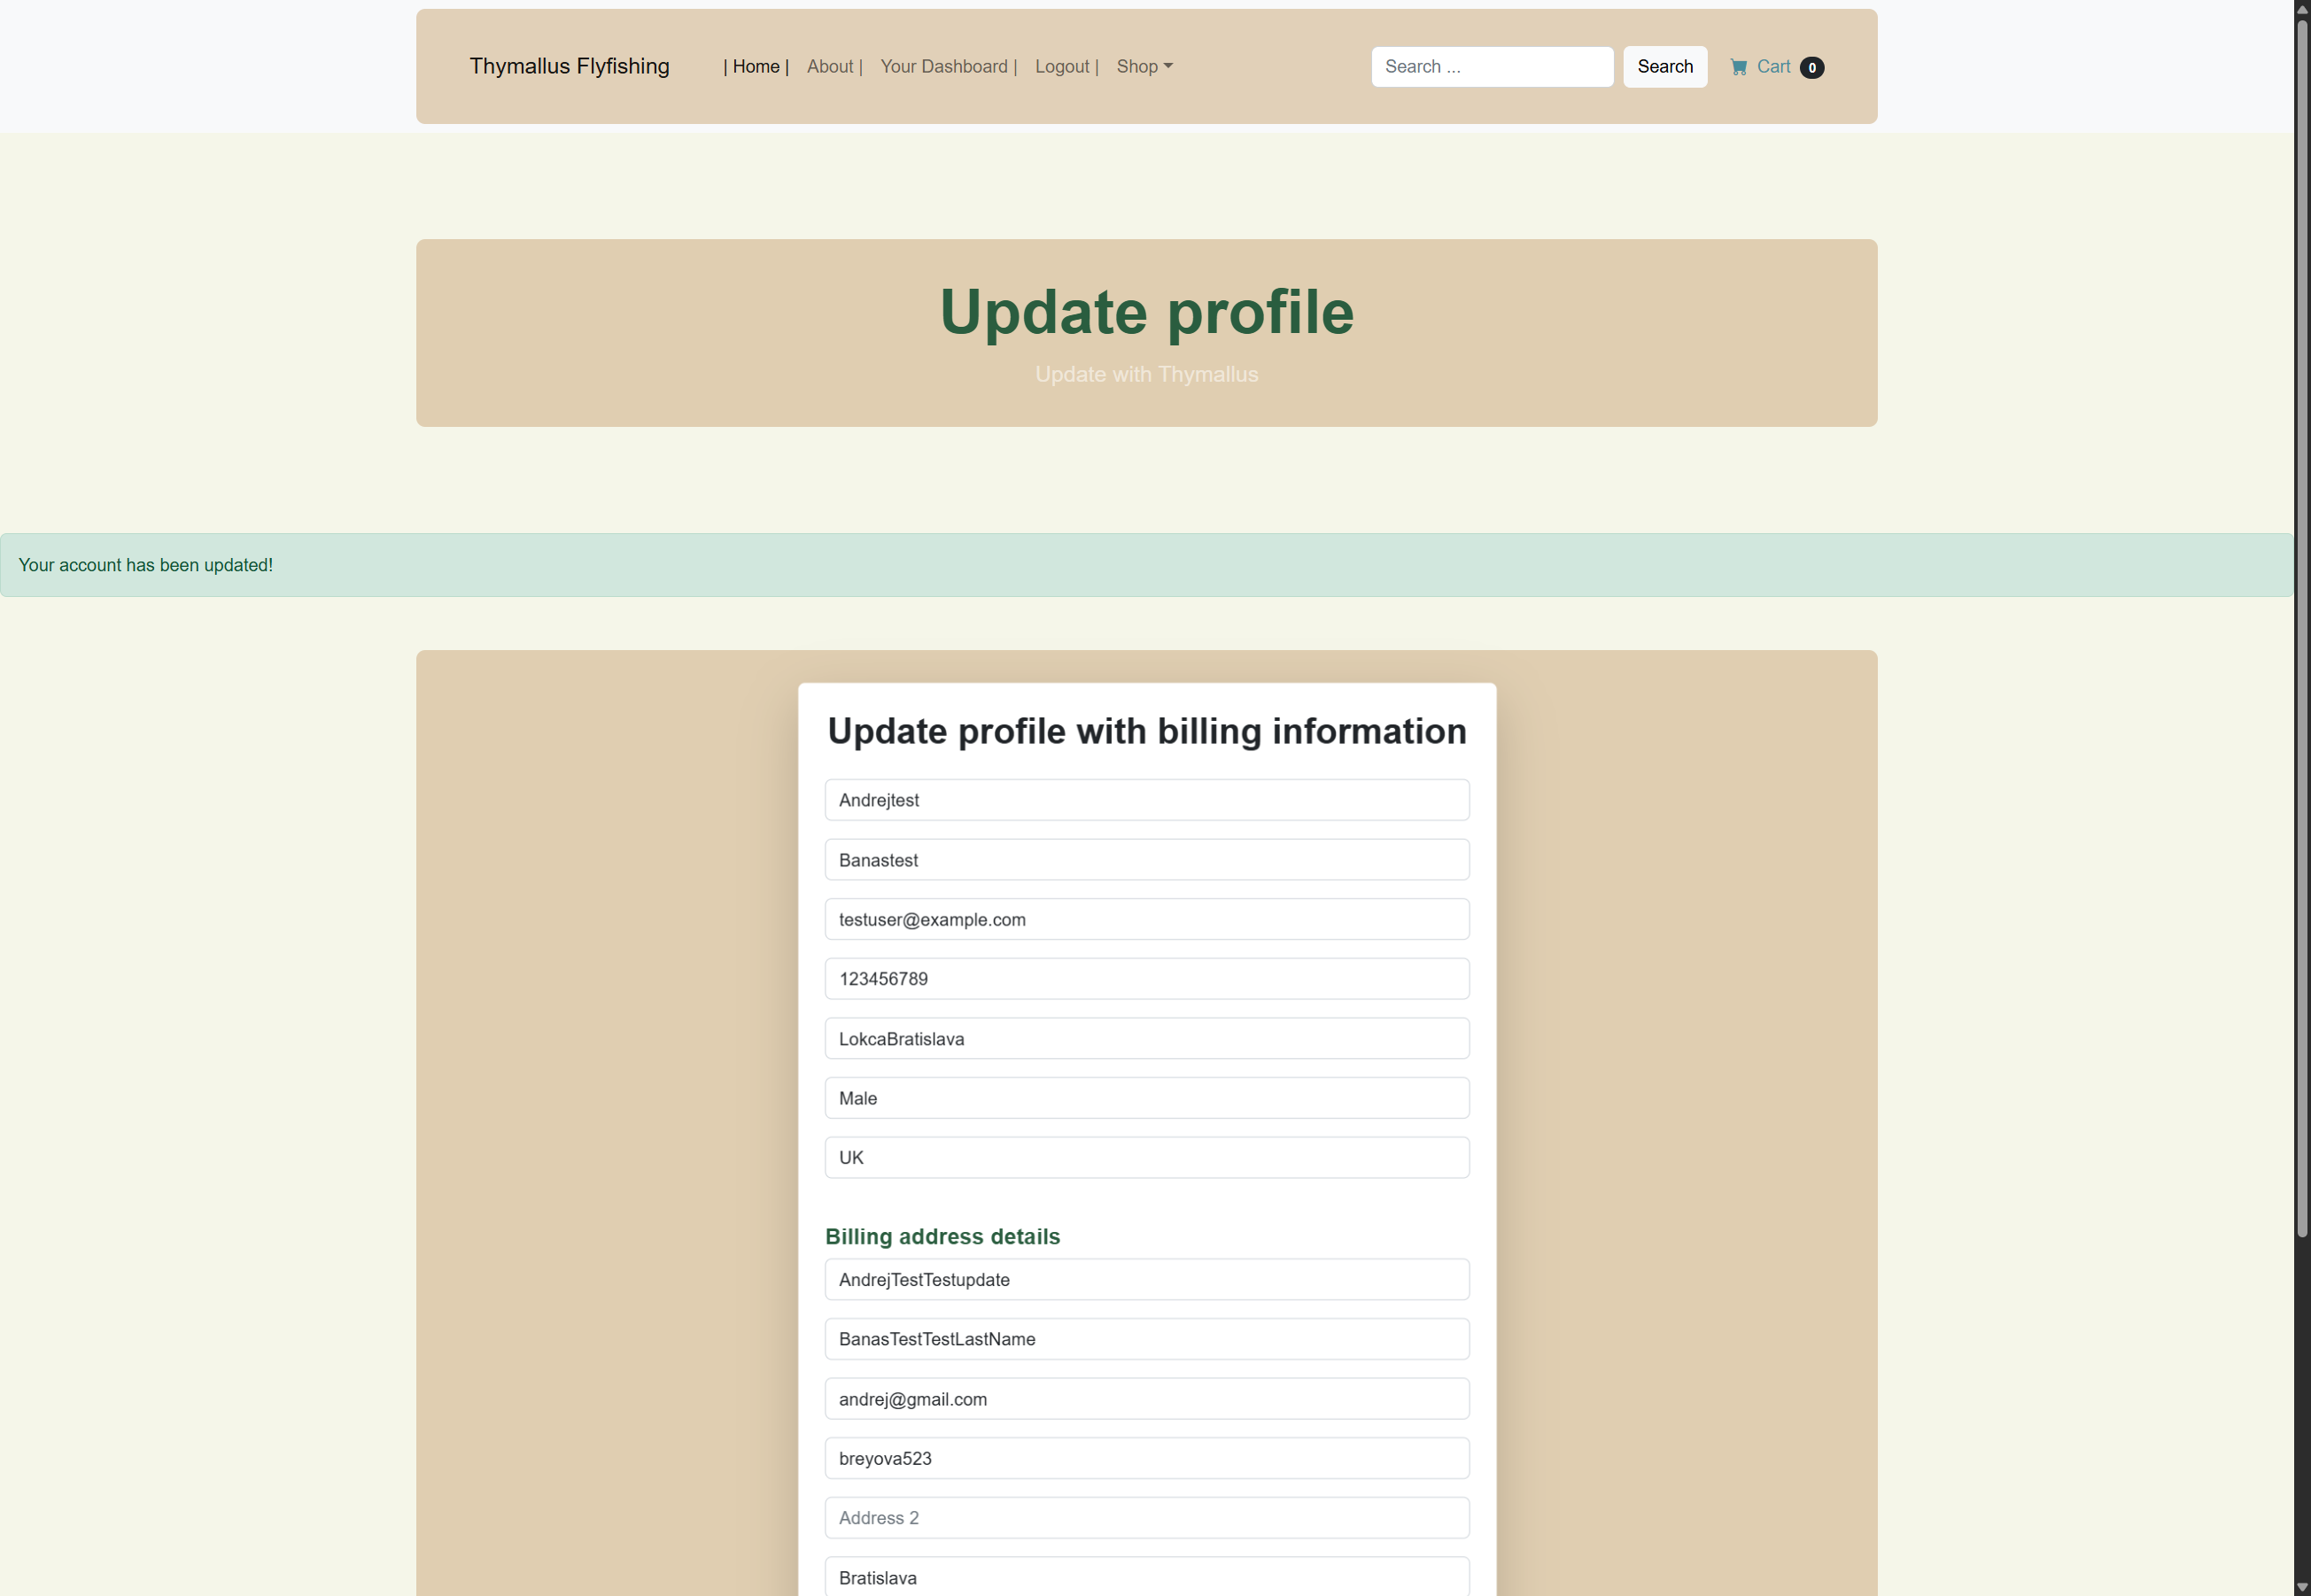 Thymallus Flyfishing | Home | About | Your Dashboard | Logout | Shop Search ... Search Cart 0
Update profile
Update with Thymallus
Your account has been updated!
Update profile with billing information
Andrejtest
Banastest
testuser@example.com
123456789
LokcaBratislava
Male
UK
Billing address details
AndrejTestTestupdate
BanasTestTestLastName
andrej@gmail.com
breyova523
Address 2
Bratislava